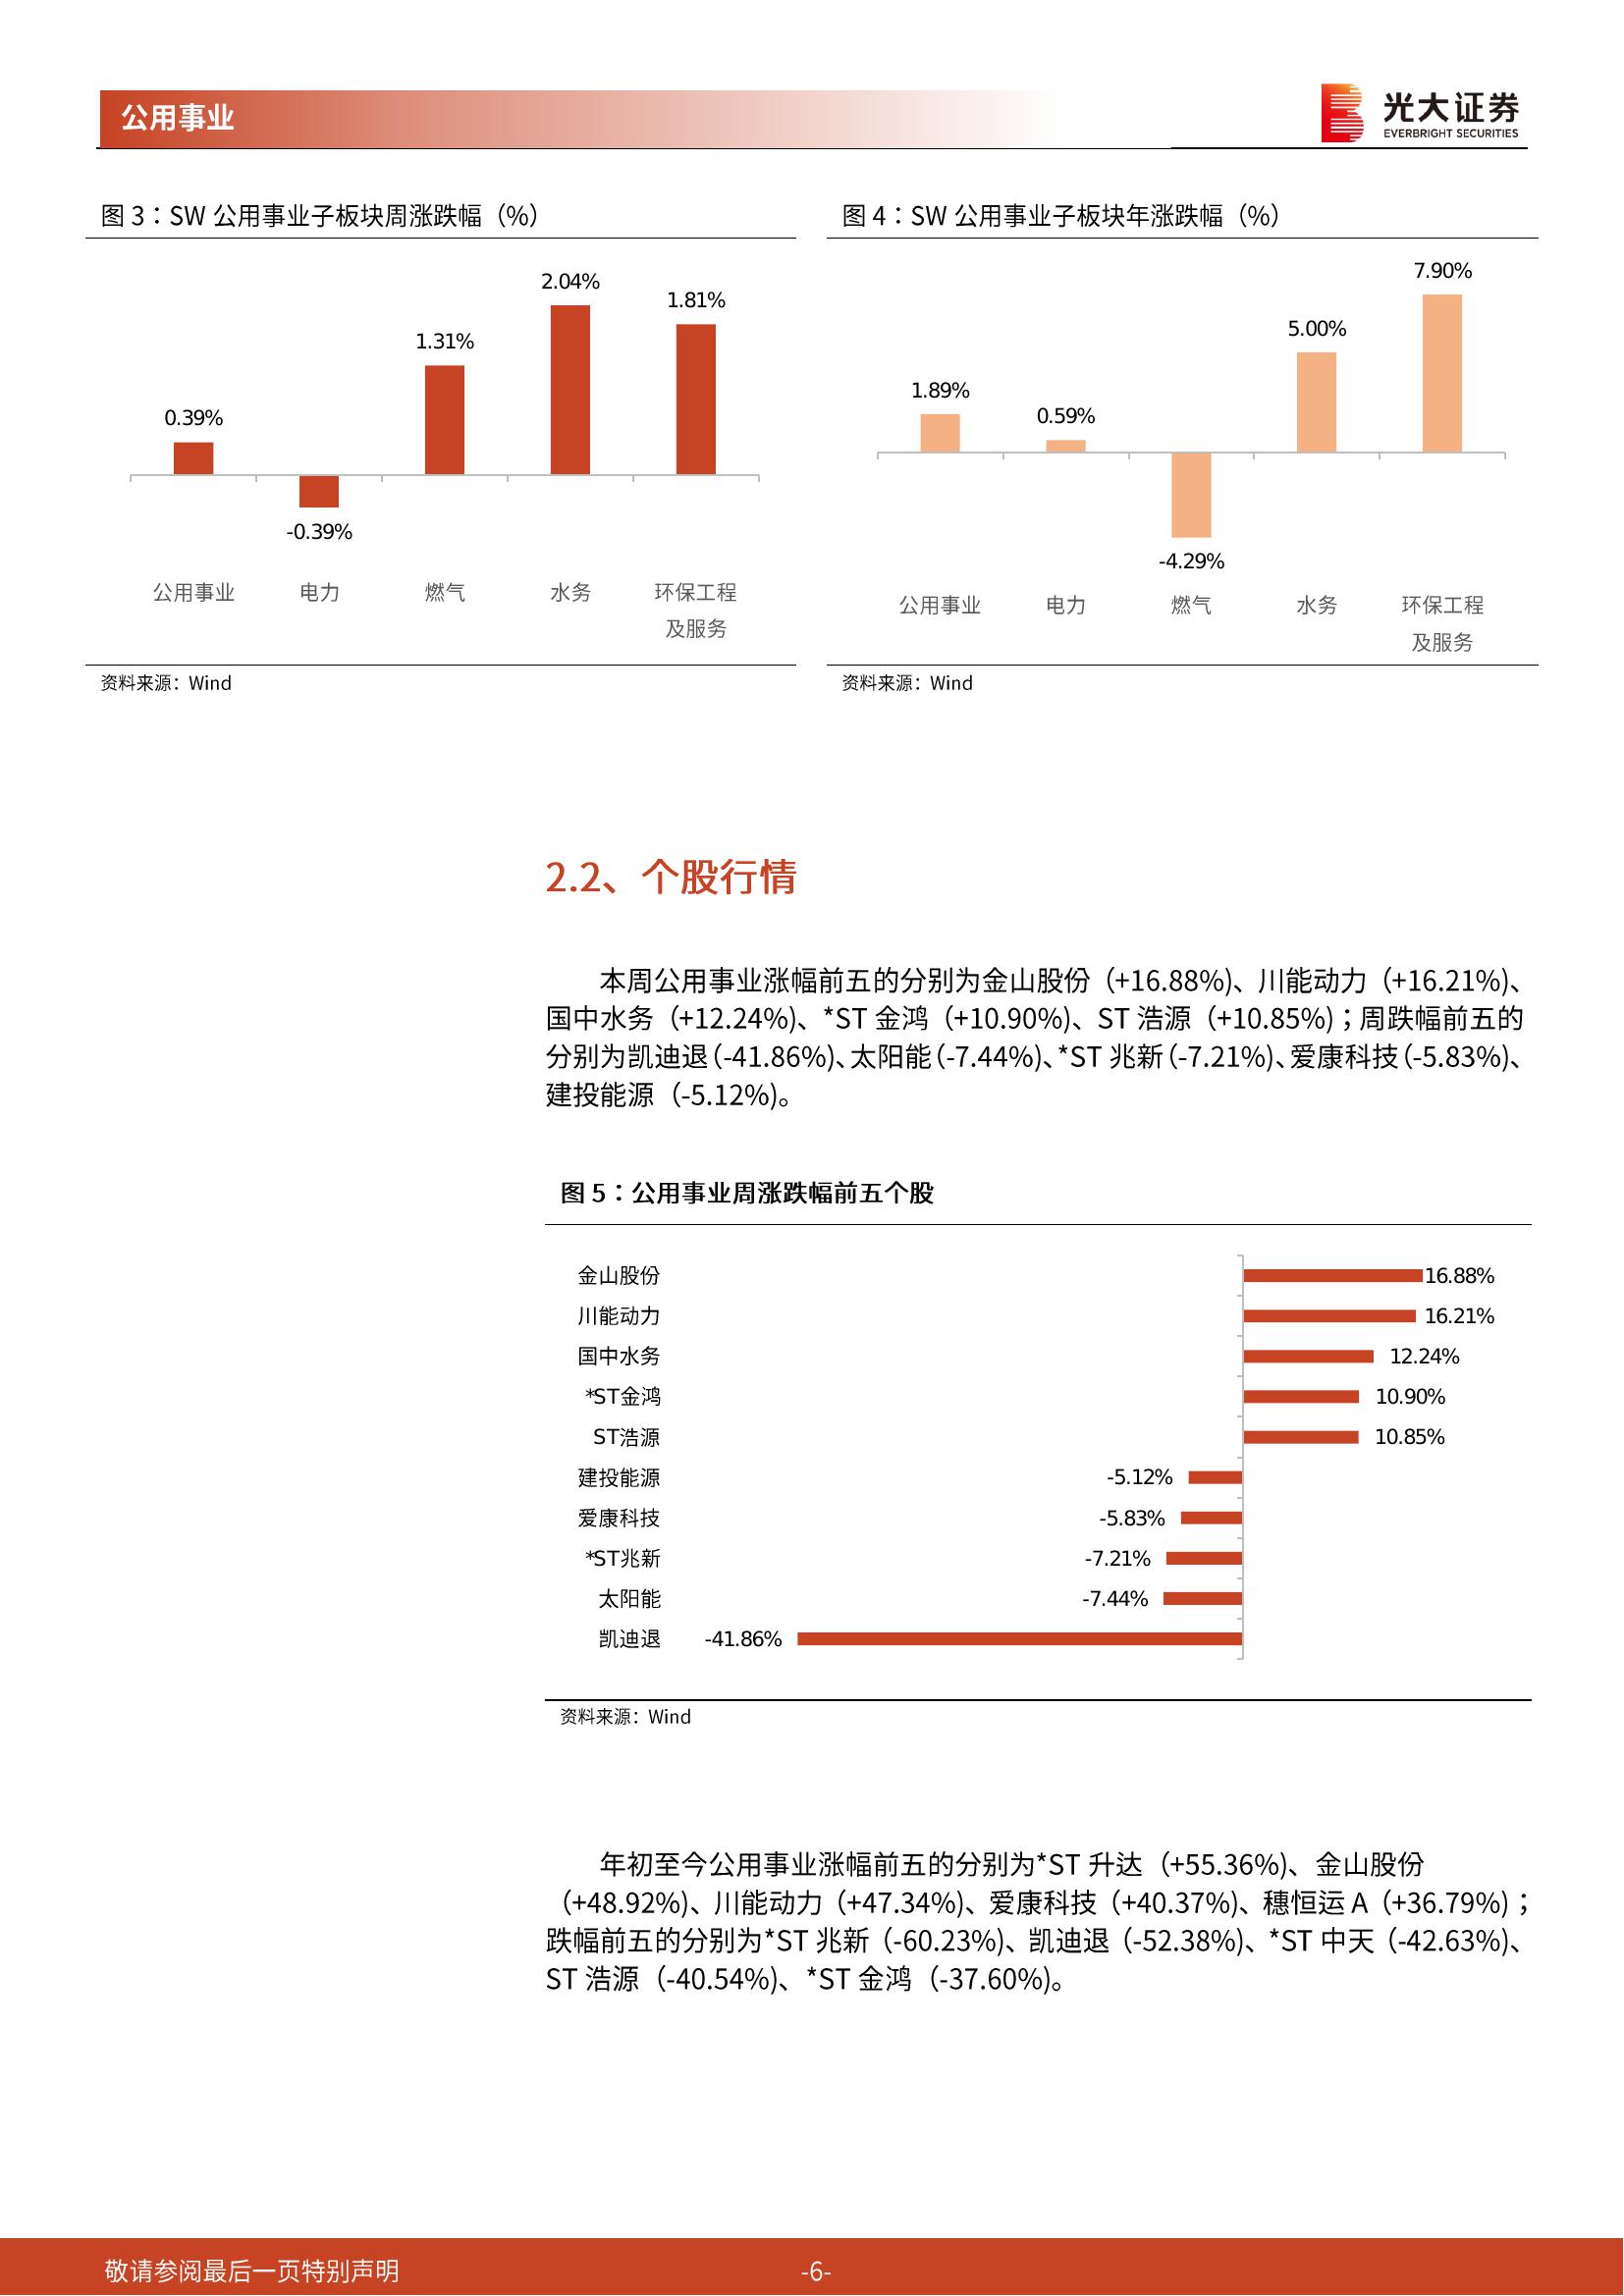 公用事业
光大证券
EVERBRIGHT SECURITIES
图 3：SW 公用事业子板块周涨跌幅（%）
0.39%
-0.39%
1.31%
2.04%
1.81%
公用事业
电力
燃气
水务
环保工程
及服务
资料来源：Wind
图 4：SW 公用事业子板块年涨跌幅（%）
1.89%
0.59%
-4.29%
5.00%
7.90%
公用事业
电力
燃气
水务
环保工程
及服务
资料来源：Wind
2.2、个股行情
本周公用事业涨幅前五的分别为金山股份（+16.88%)、川能动力（+16.21%)、
国中水务（+12.24%)、*ST 金鸿（+10.90%)、ST 浩源（+10.85%)；周跌幅前五的
分别为凯迪退（-41.86%)、太阳能（-7.44%)、*ST 兆新（-7.21%)、爱康科技（-5.83%)、
建投能源（-5.12%)。
图 5：公用事业周涨跌幅前五个股
金山股份 16.88%
川能动力 16.21%
国中水务 12.24%
*ST金鸿 10.90%
ST浩源 10.85%
建投能源 -5.12%
爱康科技 -5.83%
*ST兆新 -7.21%
太阳能 -7.44%
凯迪退 -41.86%
资料来源：Wind
年初至今公用事业涨幅前五的分别为*ST 升达（+55.36%)、金山股份
（+48.92%)、川能动力（+47.34%)、爱康科技（+40.37%)、穗恒运 A（+36.79%)；
跌幅前五的分别为*ST 兆新（-60.23%)、凯迪退（-52.38%)、*ST 中天（-42.63%)、
ST 浩源（-40.54%)、*ST 金鸿（-37.60%)。
敬请参阅最后一页特别声明
-6-